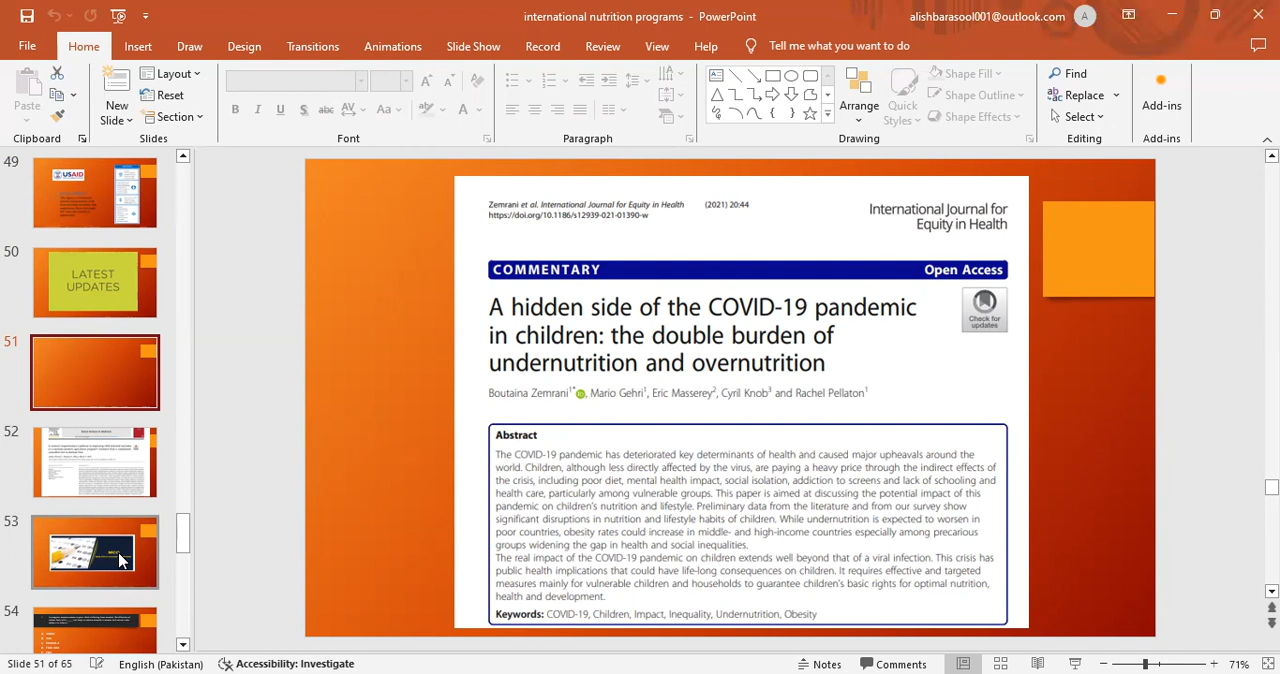 international nutrition programs - PowerPoint
alishbarasool001@outlook.com
A
File
Home
Insert
Draw
Design
Transitions
Animations
Slide Show
Record
Review
View
Help
Tell me what you want to do
Paste
New
Slide
Layout
Reset
Section
B I U S abc AV Aa A
Shape Fill
Shape Outline
Shape Effects
Arrange
Quick
Styles
Find
Replace
Select
Add-ins
Clipboard
Slides
Font
Paragraph
Drawing
Editing
Add-ins
49
USAID
50
LATEST
UPDATES
51
52
53
54
Zemrani et al. International Journal for Equity in Health (2021) 20:44
https://doi.org/10.1186/s12939-021-01390-w
International Journal for
Equity in Health
COMMENTARY
Open Access
A hidden side of the COVID-19 pandemic
in children: the double burden of
undernutrition and overnutrition
Check for
updates
Boutaina Zemrani1*, Mario Gehri1, Eric Masserey2, Cyril Knob3 and Rachel Pellaton1
Abstract
The COVID-19 pandemic has deteriorated key determinants of health and caused major upheavals around the
world. Children, although less directly affected by the virus, are paying a heavy price through the indirect effects of
the crisis, including poor diet, mental health impact, social isolation, addiction to screens and lack of schooling and
health care, particularly among vulnerable groups. This paper is aimed at discussing the potential impact of this
pandemic on children's nutrition and lifestyle. Preliminary data from the literature and from our survey show
significant disruptions in nutrition and lifestyle habits of children. While undernutrition is expected to worsen in
poor countries, obesity rates could increase in middle- and high-income countries especially among precarious
groups widening the gap in health and social inequalities.
The real impact of the COVID-19 pandemic on children extends well beyond that of a viral infection. This crisis has
public health implications that could have life-long consequences on children. It requires effective and targeted
measures mainly for vulnerable children and households to guarantee children's basic rights for optimal nutrition,
health and development.
Keywords: COVID-19, Children, Impact, Inequality, Undernutrition, Obesity
Slide 51 of 65
English (Pakistan)
Accessibility: Investigate
Notes
Comments
71%